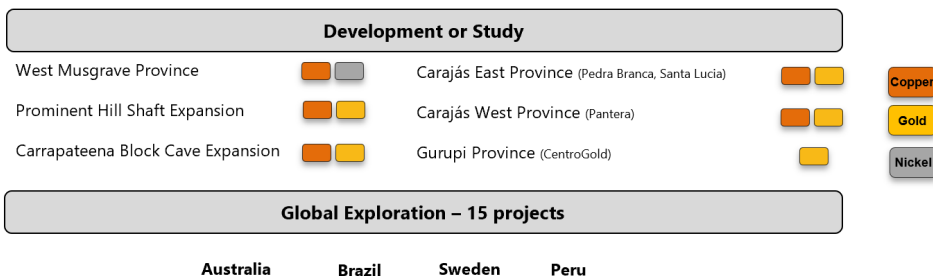 Development or Study
West Musgrave Province
Prominent Hill Shaft Expansion
Carrapateena Block Cave Expansion
Carajás East Province (Pedra Branca, Santa Lucia)
Carajás West Province (Pantera)
Gurupi Province (CentroGold)
Copper
Gold
Nickel
Global Exploration – 15 projects
Australia Brazil Sweden Peru